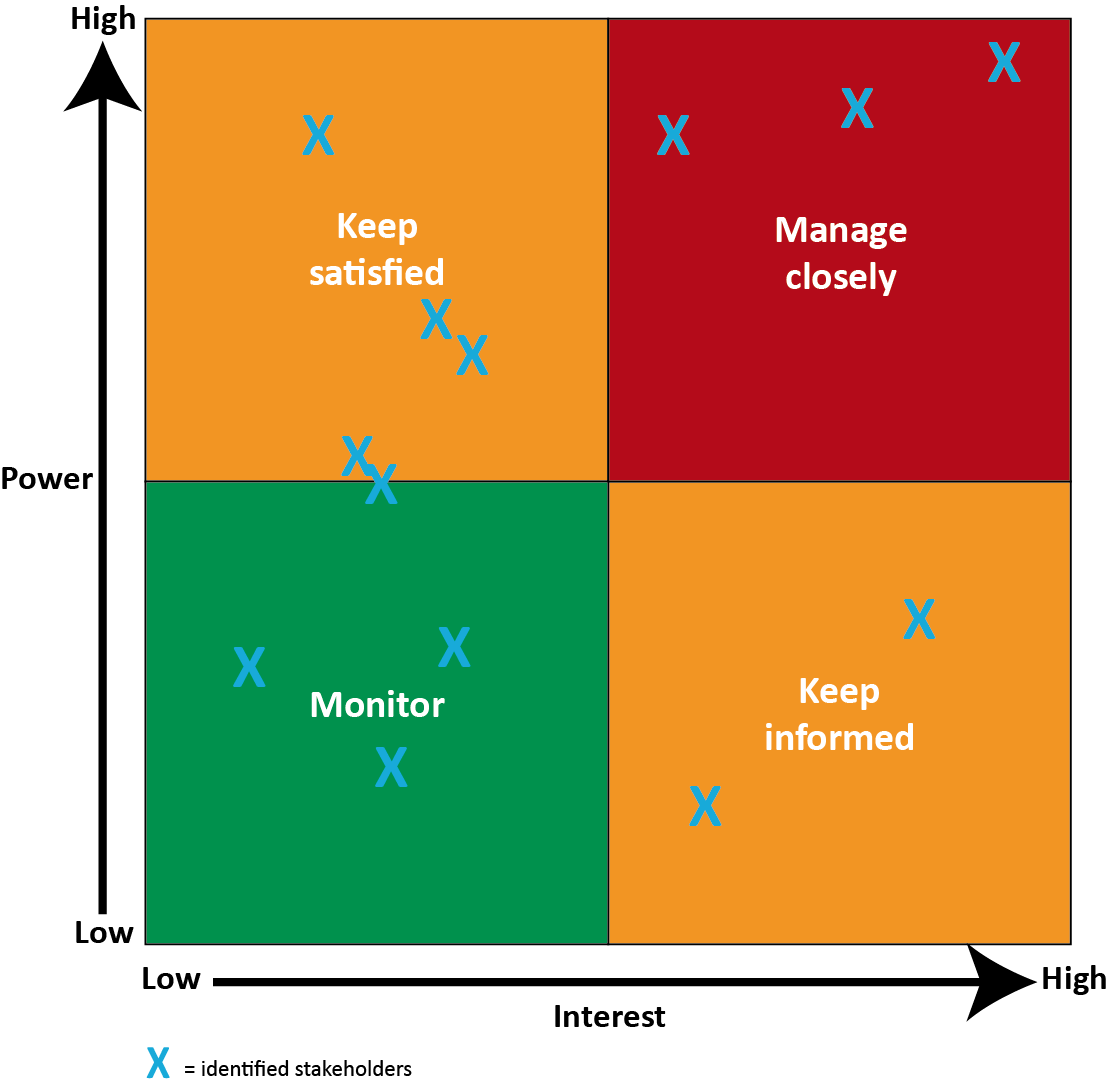 High
Keep
satisfied
Manage
closely
Power
Monitor
Keep
informed
Low
Low
High
Interest
X = identified stakeholders